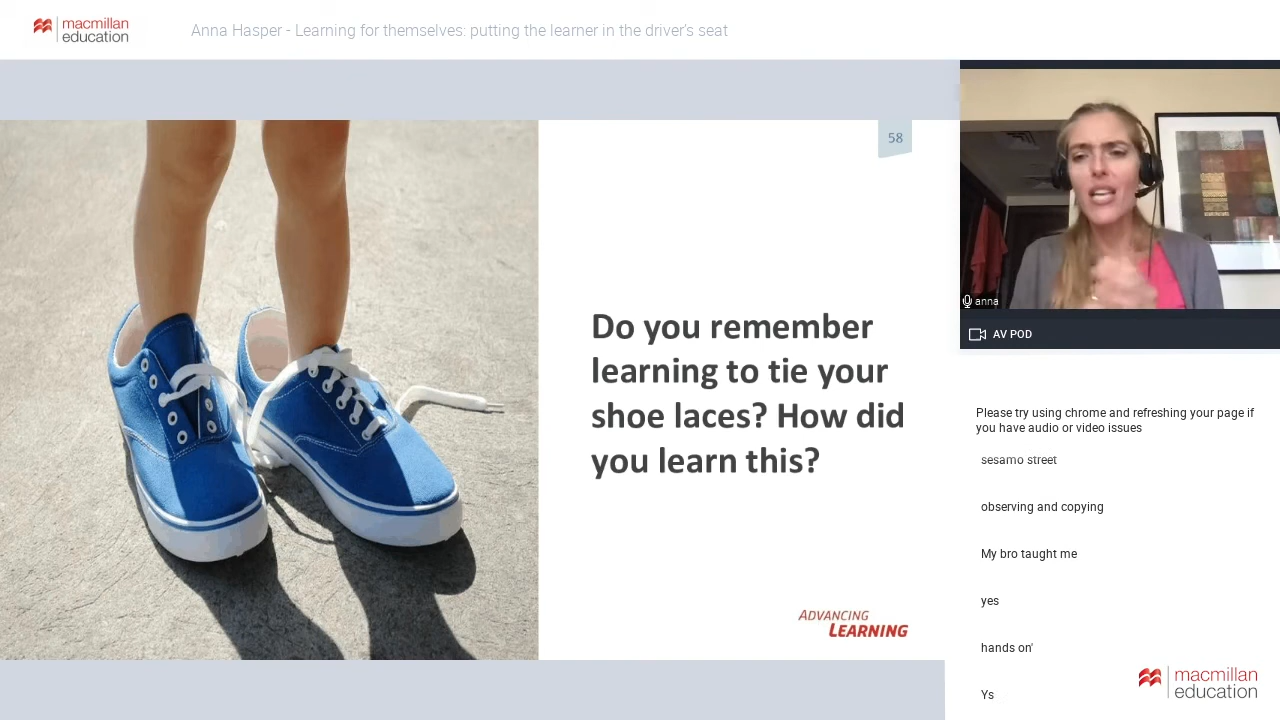 macmillan
education
Anna Hasper - Learning for themselves: putting the learner in the driver's seat
58
Do you remember
learning to tie your
shoe laces? How did
you learn this?
ADVANCING
LEARNING
anna
AV POD
Please try using chrome and refreshing your page if
you have audio or video issues
sesamo street
observing and copying
My bro taught me
yes
hands on'
Ys
macmillan
education